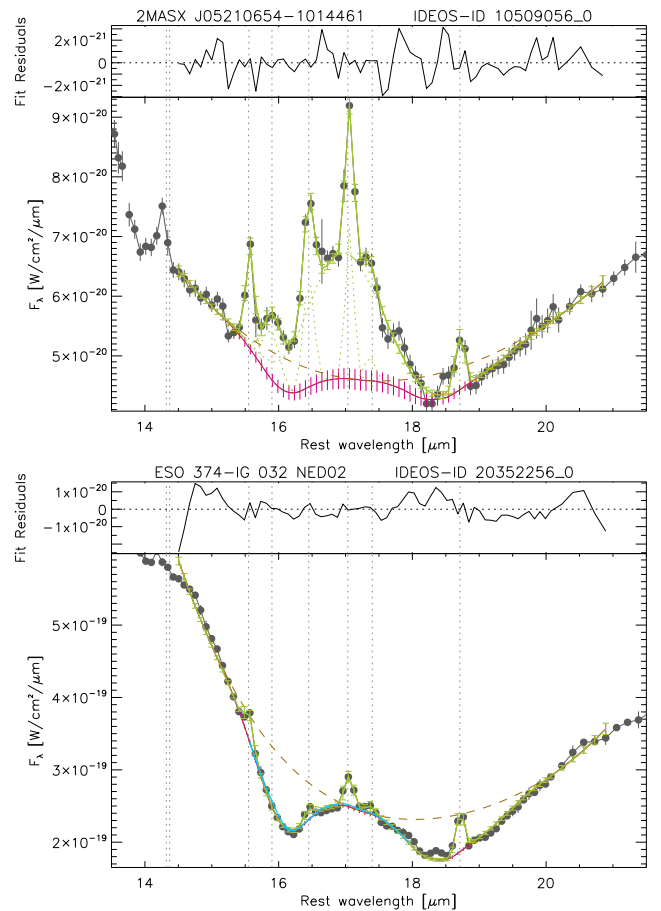 2MASX J05210654-1014461 IDEOS-ID 10509056_0
Fit Residuals
2×10⁻²¹
0
-2×10⁻²¹
F_λ [W/cm²/μm]
9×10⁻²⁰
8×10⁻²⁰
7×10⁻²⁰
6×10⁻²⁰
5×10⁻²⁰
14 16 18 20
Rest wavelength [μm]
ESO 374-IG 032 NED02 IDEOS-ID 20352256_0
Fit Residuals
1×10⁻²⁰
0
-1×10⁻²⁰
F_λ [W/cm²/μm]
5×10⁻¹⁹
4×10⁻¹⁹
3×10⁻¹⁹
2×10⁻¹⁹
14 16 18 20
Rest wavelength [μm]